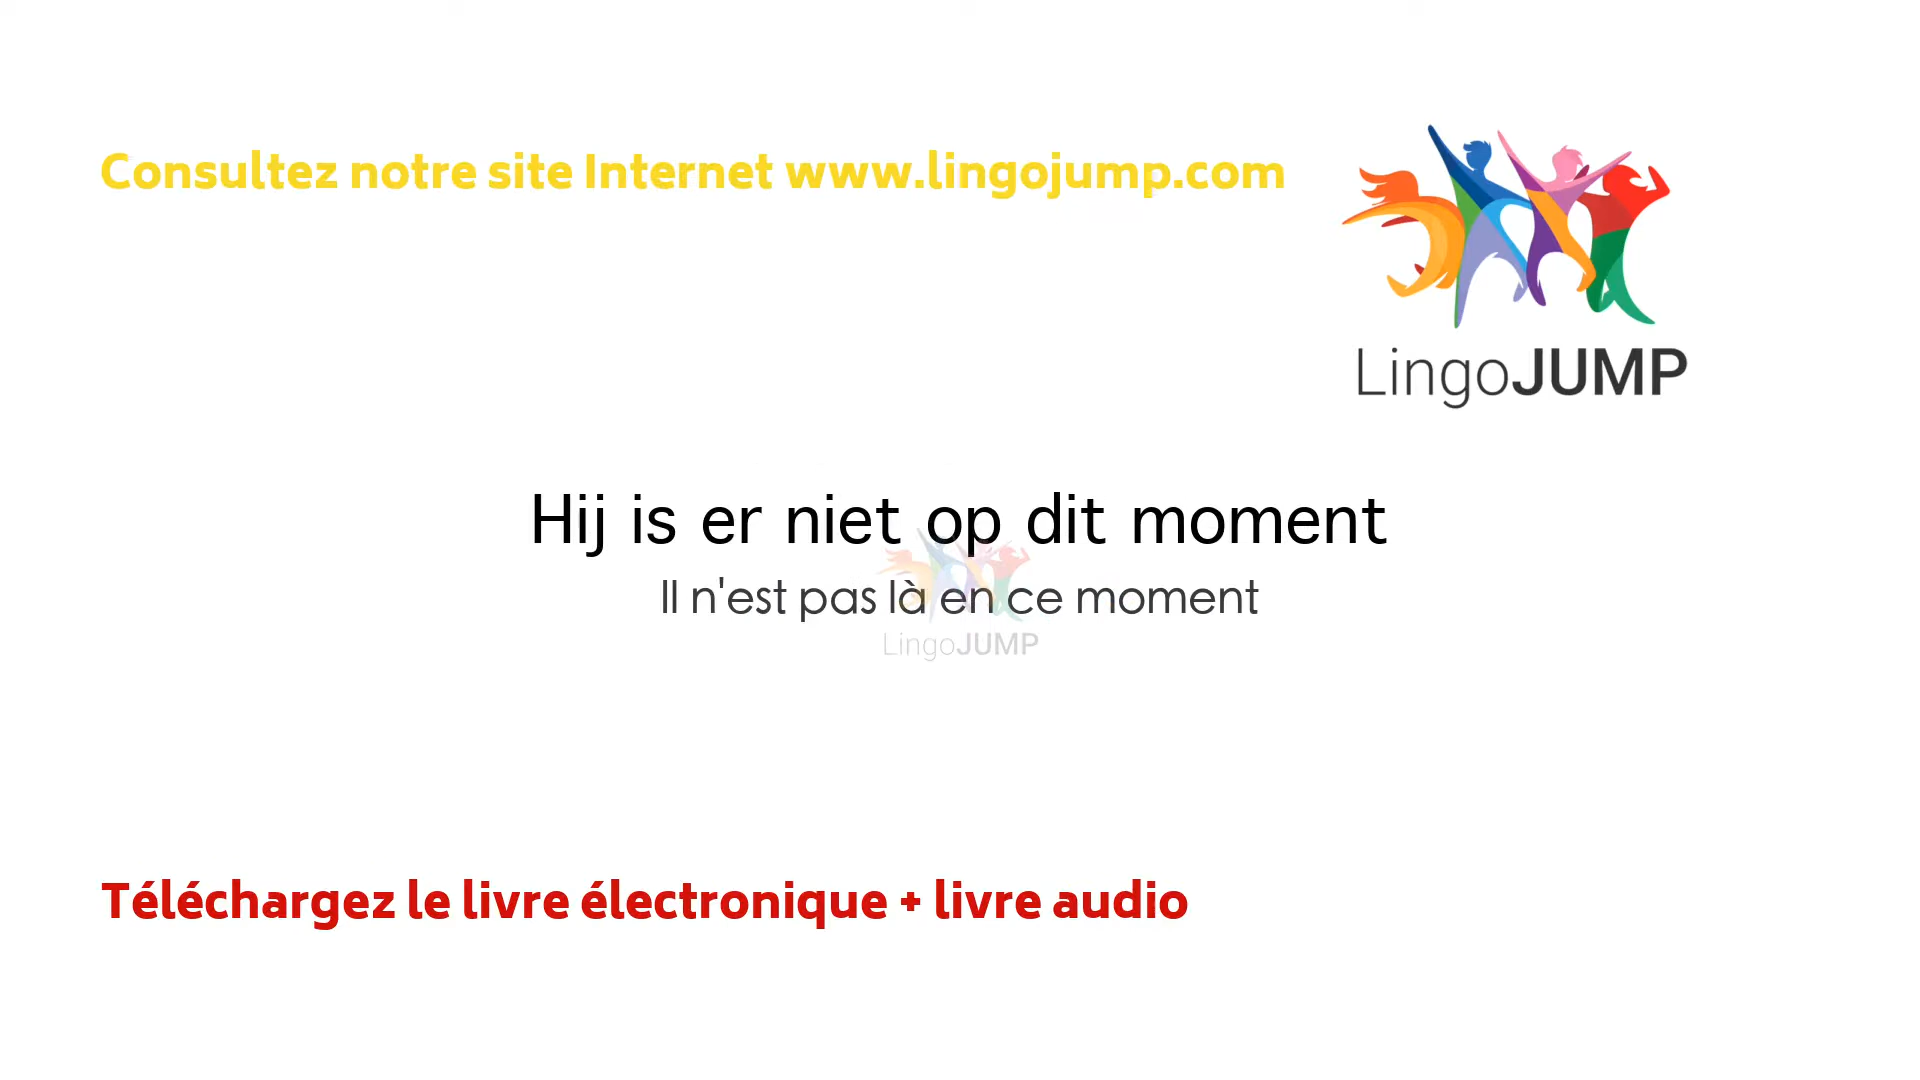 Consultez notre site Internet www.lingojump.com
LingoJUMP
Hij is er niet op dit moment
Il n'est pas là en ce moment
LingoJUMP
Téléchargez le livre électronique + livre audio